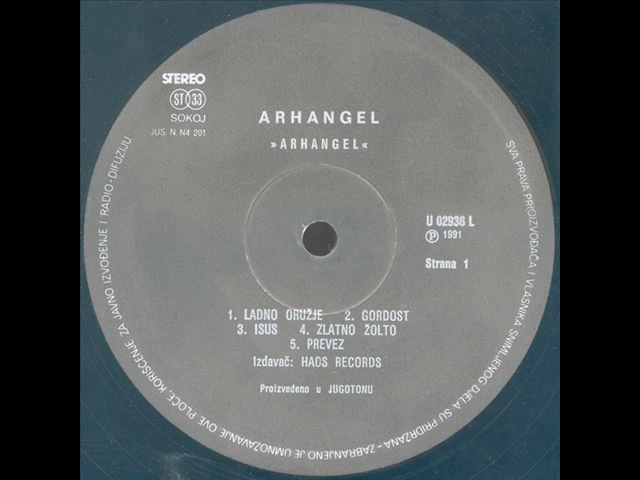 STEREO
ST 33
SOKOJ
JUS. N. N4 201
ARHANGEL
»ARHANGEL«
U 02936 L
Ⓟ 1991
Strana 1
1. LADNO ORUŽJE 2. GORDOST
3. ISUS 4. ZLATNO ŽOLTO
5. PREVEZ
Izdavač: HAOS RECORDS
Proizvedeno u JUGOTONU
SVA PRAVA PROIZVOĐAČA I VLASNIKA SNIMLJENOG DJELA SU PRIDRŽANA - ZABRANJENO JE UMNOŽAVANJE OVE PLOČE, KORIŠĆENJE ZA JAVNO IZVOĐENJE I RADIO-DIFUZIJU